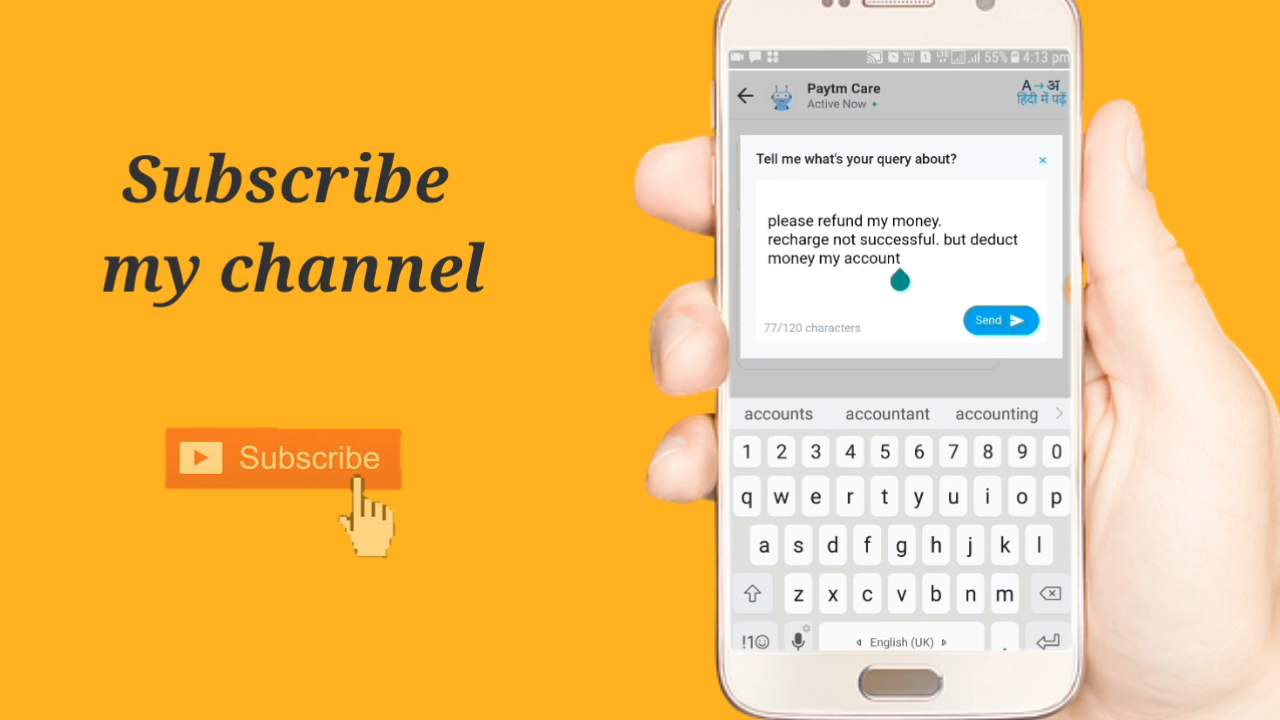 Subscribe
my channel
Subscribe
55% 4:13 pm
Paytm Care
Active Now
A→अ
हिंदी में पढ़ें
Tell me what's your query about?
×
please refund my money.
recharge not successful. but deduct
money my account
77/120 characters
Send
accounts accountant accounting
1 2 3 4 5 6 7 8 9 0
q w e r t y u i o p
a s d f g h j k l
z x c v b n m
!1☺ English (UK) .